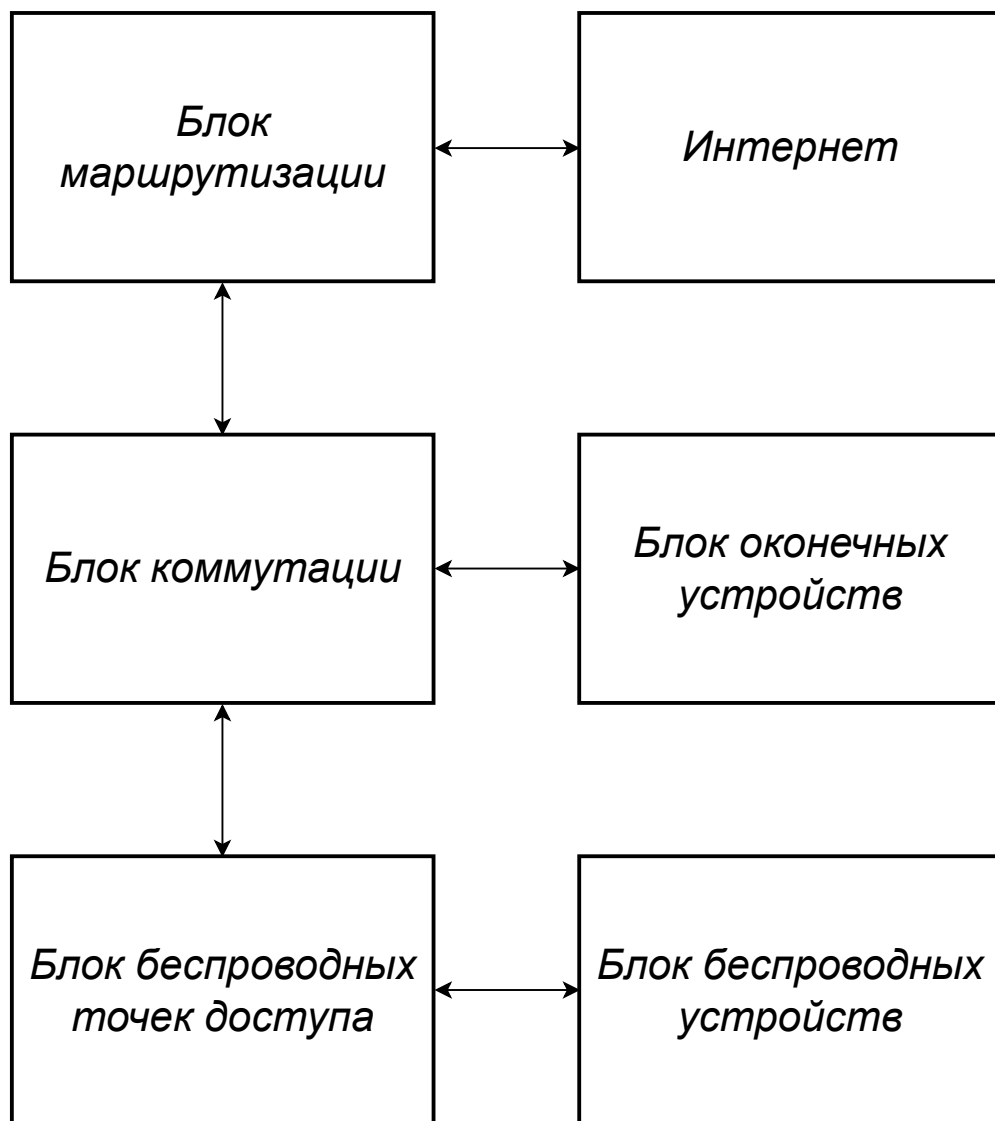 Блок
маршрутизации
Интернет
Блок коммутации
Блок оконечных
устройств
Блок беспроводных
точек доступа
Блок беспроводных
устройств